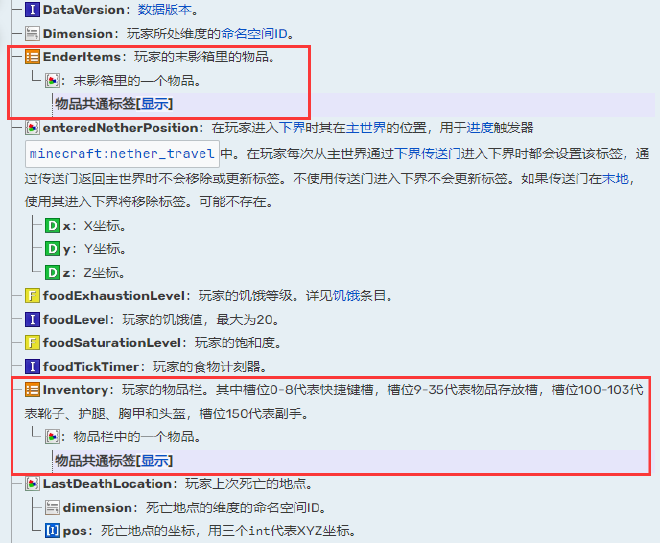 DataVersion：数据版本。
Dimension：玩家所处维度的命名空间ID。
EnderItems：玩家的末影箱里的物品。
：末影箱里的一个物品。
物品共通标签[显示]
enteredNetherPosition：在玩家进入下界时其在主世界的位置，用于进度触发器
minecraft:nether_travel中。在玩家每次从主世界通过下界传送门进入下界时都会设置该标签，通
过传送门返回主世界时不会移除或更新标签。不使用传送门进入下界不会更新标签。如果传送门在末地，
使用其进入下界将移除标签。可能不存在。
D x：X坐标。
D y：Y坐标。
D z：Z坐标。
F foodExhaustionLevel：玩家的饥饿等级。详见饥饿条目。
I foodLevel：玩家的饥饿值，最大为20。
F foodSaturationLevel：玩家的饱和度。
I foodTickTimer：玩家的食物计刻器。
Inventory：玩家的物品栏。其中槽位0-8代表快捷键槽，槽位9-35代表物品存放槽，槽位100-103代
表靴子、护腿、胸甲和头盔，槽位150代表副手。
：物品栏中的一个物品。
物品共通标签[显示]
LastDeathLocation：玩家上次死亡的地点。
dimension：死亡地点的维度的命名空间ID。
[I] pos：死亡地点的坐标，用三个int代表XYZ坐标。